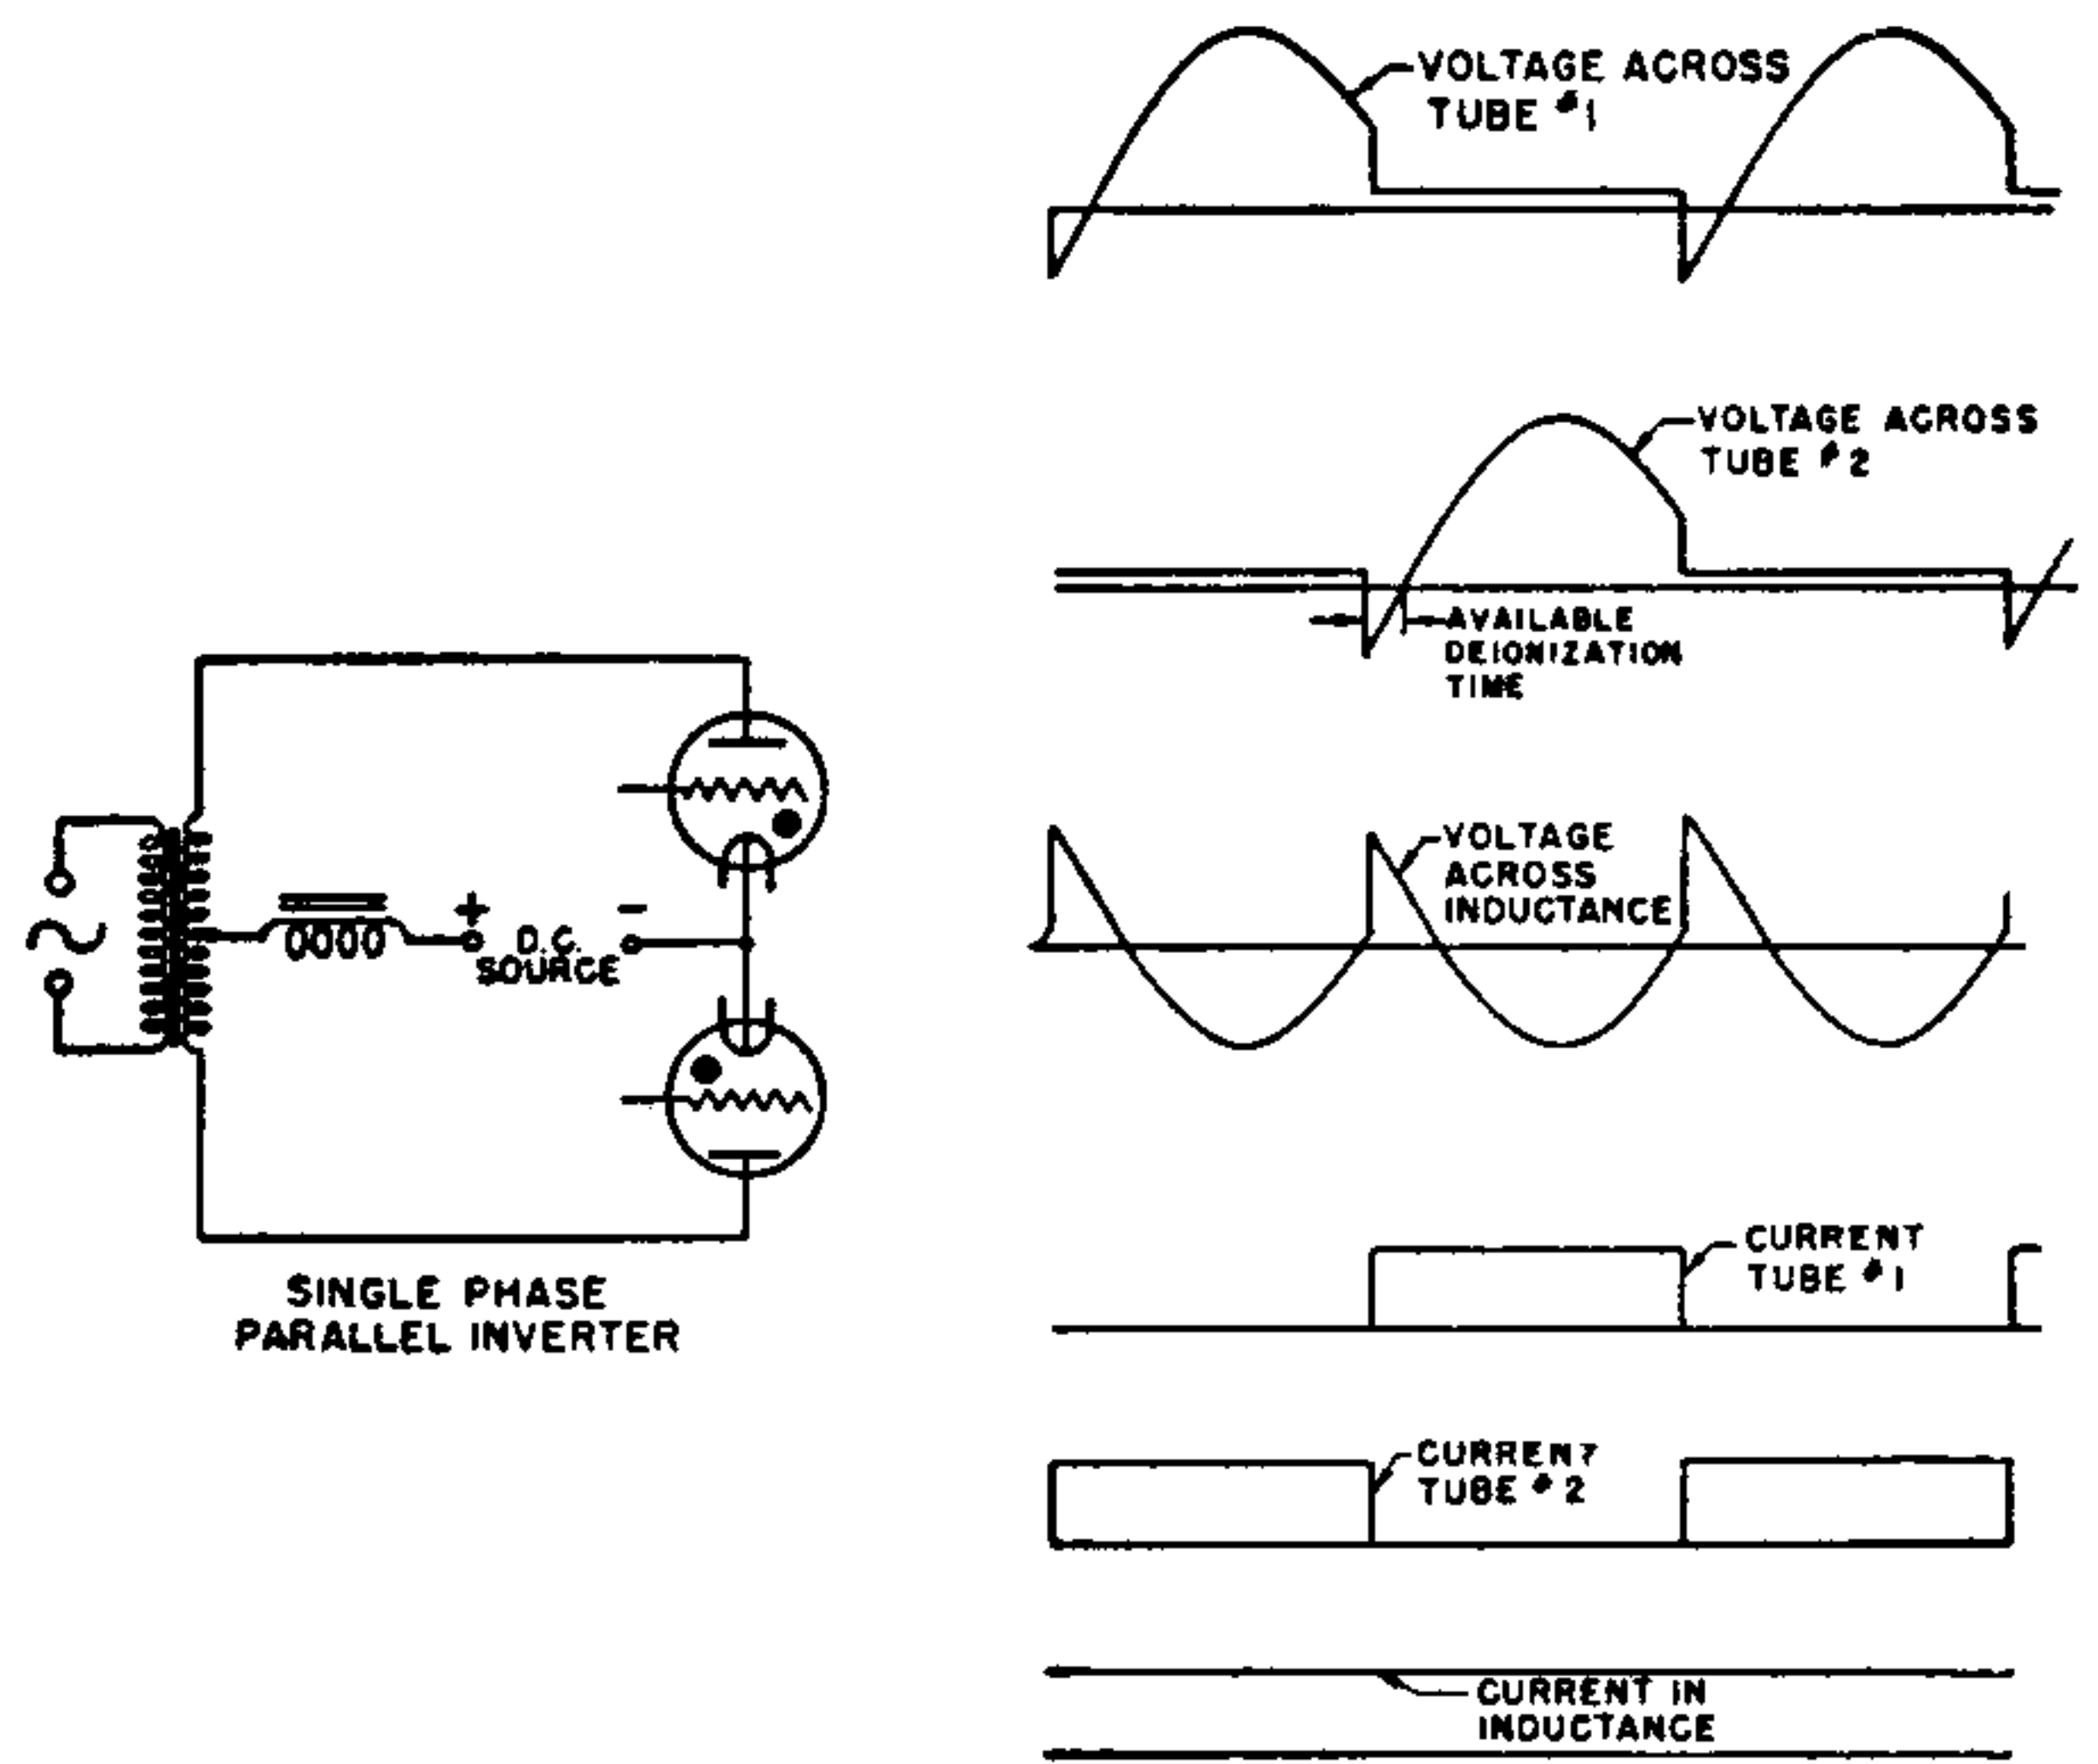 VOLTAGE ACROSS
TUBE #1
VOLTAGE ACROSS
TUBE #2
AVAILABLE
DEIONIZATION
TIME
+
-
D.C.
SOURCE
VOLTAGE
ACROSS
INDUCTANCE
SINGLE PHASE
PARALLEL INVERTER
CURRENT
TUBE #1
CURRENT
TUBE #2
CURRENT IN
INDUCTANCE